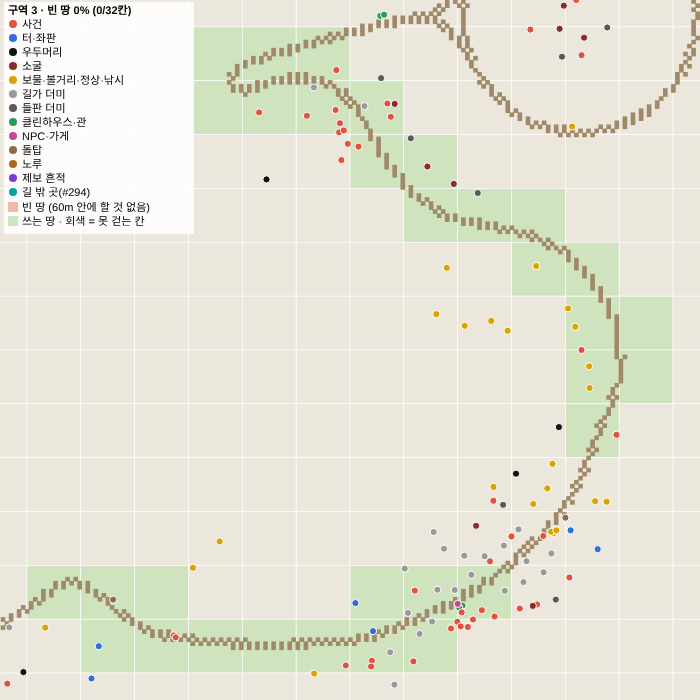 구역 3 · 빈 땅 0% (0/32칸)
사건
터·좌판
우두머리
소굴
보물·볼거리·정상·낚시
길가 더미
들판 더미
클린하우스·관
NPC·가게
돌탑
노루
제보 흔적
길 밖 곳(#294)
빈 땅 (60m 안에 할 것 없음)
쓰는 땅 · 회색 = 못 걷는 칸